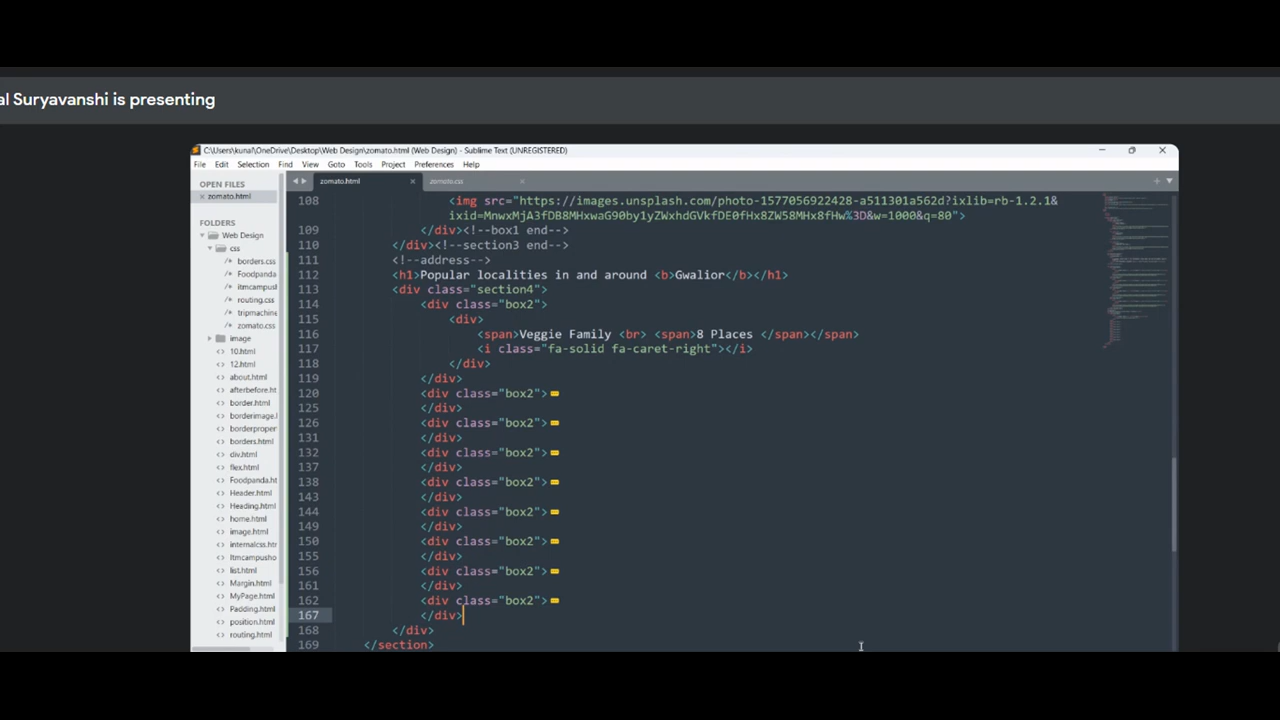 al Suryavanshi is presenting
C:\Users\kunal\OneDrive\Desktop\Web Design\zomato.html (Web Design) - Sublime Text (UNREGISTERED)
File Edit Selection Find View Goto Tools Project Preferences Help
OPEN FILES
zomato.html
FOLDERS
Web Design
css
/* borders.css
/* Foodpanda
/* itmcampush
/* routing.css
/* tripmachine
/* zomato.css
image
<> 10.html
<> 12.html
<> about.html
<> afterbefore.ht
<> border.html
<> borderimage.h
<> borderproper
<> borders.html
<> div.html
<> flex.html
<> Foodpanda.ht
<> Header.html
<> Heading.html
<> home.html
<> image.html
<> internalcss.htm
<> Itmcampusho
<> list.html
<> Margin.html
<> MyPage.html
<> Padding.html
<> position.html
<> routing.html
zomato.html zomato.css
108 <img src="https://images.unsplash.com/photo-1577056922428-a511301a562d?ixlib=rb-1.2.1&
ixid=MnwxMjA3fDB8MHxwaG90by1yZWxhdGVkfDE0fHx8ZW58MHx8fHw%3D&w=1000&q=80">
109 </div><!--box1 end-->
110 </div><!--section3 end-->
111 <!--address-->
112 <h1>Popular localities in and around <b>Gwalior</b></h1>
113 <div class="section4">
114 <div class="box2">
115 <div>
116 <span>Veggie Family <br> <span>8 Places </span></span>
117 <i class="fa-solid fa-caret-right"></i>
118 </div>
119 </div>
120 <div class="box2">
125 </div>
126 <div class="box2">
131 </div>
132 <div class="box2">
137 </div>
138 <div class="box2">
143 </div>
144 <div class="box2">
149 </div>
150 <div class="box2">
155 </div>
156 <div class="box2">
161 </div>
162 <div class="box2">
167 </div>
168 </div>
169 </section>